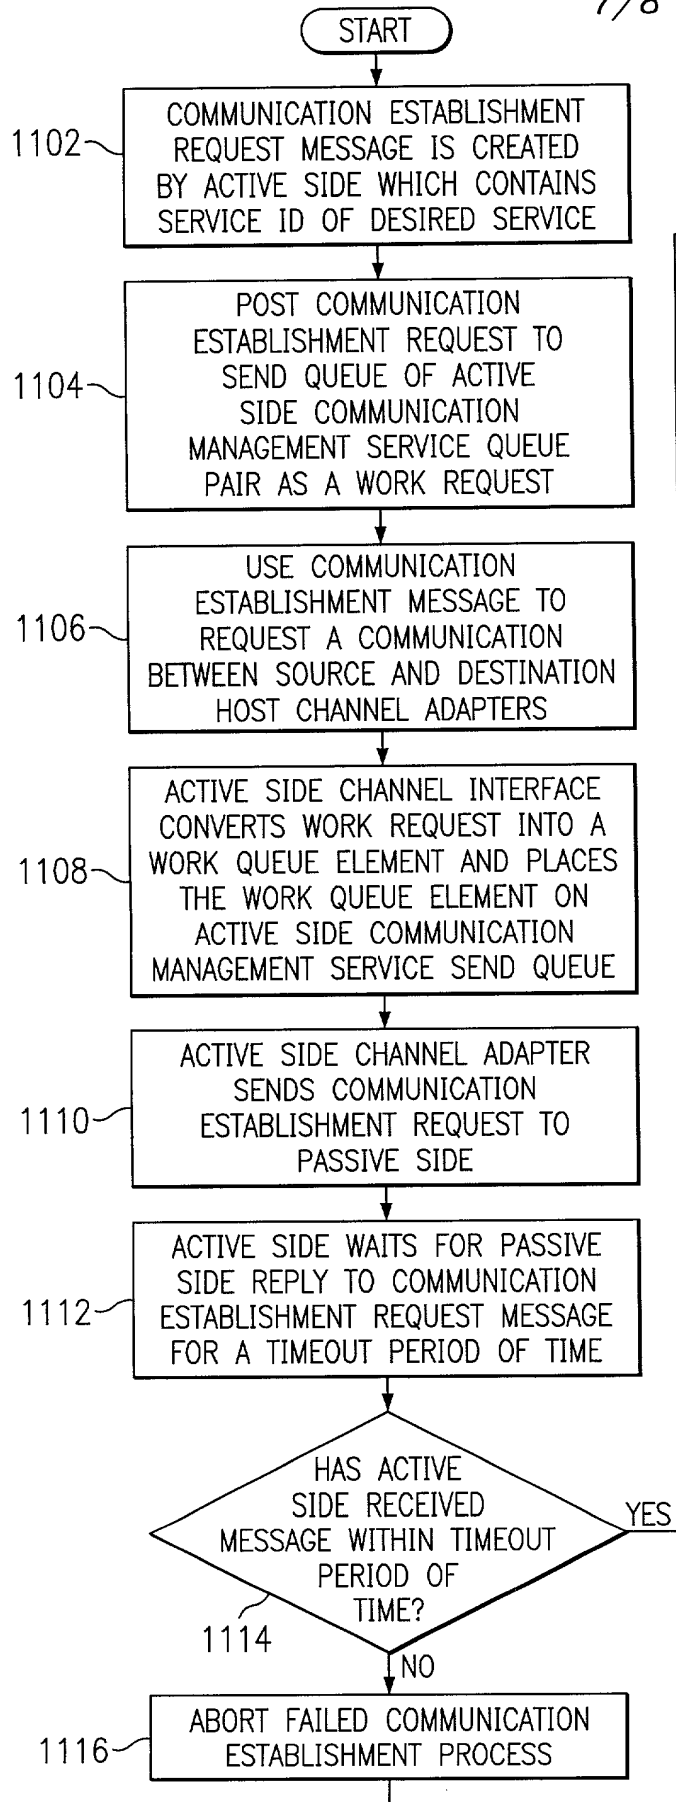 7/8
START
1102
COMMUNICATION ESTABLISHMENT
REQUEST MESSAGE IS CREATED
BY ACTIVE SIDE WHICH CONTAINS
SERVICE ID OF DESIRED SERVICE
1104
POST COMMUNICATION
ESTABLISHMENT REQUEST TO
SEND QUEUE OF ACTIVE
SIDE COMMUNICATION
MANAGEMENT SERVICE QUEUE
PAIR AS A WORK REQUEST
1106
USE COMMUNICATION
ESTABLISHMENT MESSAGE TO
REQUEST A COMMUNICATION
BETWEEN SOURCE AND DESTINATION
HOST CHANNEL ADAPTERS
1108
ACTIVE SIDE CHANNEL INTERFACE
CONVERTS WORK REQUEST INTO A
WORK QUEUE ELEMENT AND PLACES
THE WORK QUEUE ELEMENT ON
ACTIVE SIDE COMMUNICATION
MANAGEMENT SERVICE SEND QUEUE
1110
ACTIVE SIDE CHANNEL ADAPTER
SENDS COMMUNICATION
ESTABLISHMENT REQUEST TO
PASSIVE SIDE
1112
ACTIVE SIDE WAITS FOR PASSIVE
SIDE REPLY TO COMMUNICATION
ESTABLISHMENT REQUEST MESSAGE
FOR A TIMEOUT PERIOD OF TIME
HAS ACTIVE
SIDE RECEIVED
MESSAGE WITHIN TIMEOUT
PERIOD OF
TIME?
YES
1114
NO
1116
ABORT FAILED COMMUNICATION
ESTABLISHMENT PROCESS